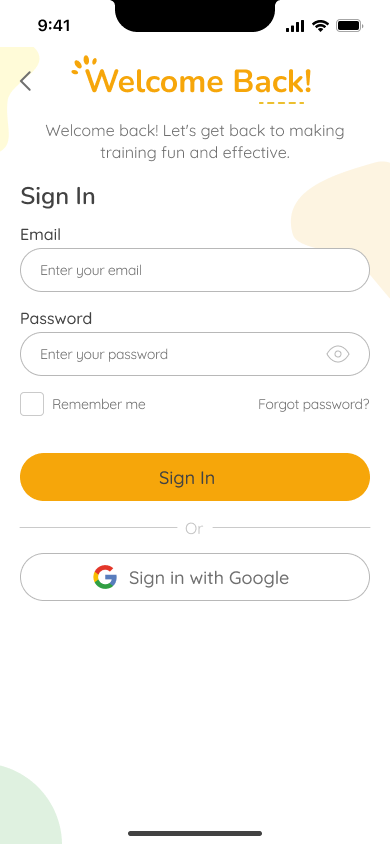 9:41
Welcome Back!
Welcome back! Let's get back to making
training fun and effective.
Sign In
Email
Enter your email
Password
Enter your password
Remember me
Forgot password?
Sign In
Or
Sign in with Google